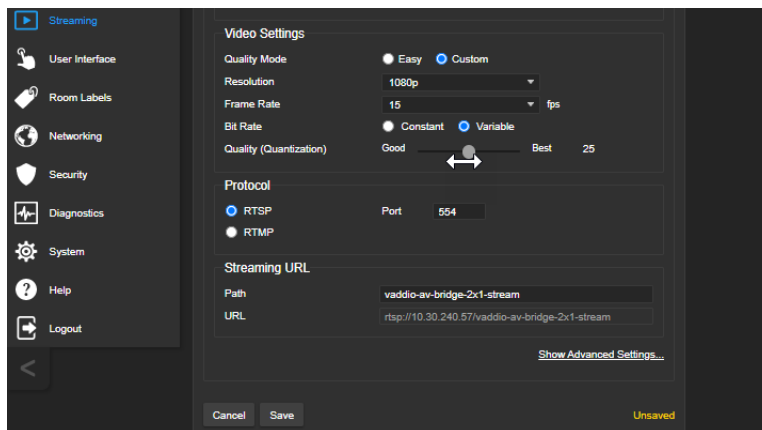 Streaming
User Interface
Room Labels
Networking
Security
Diagnostics
System
Help
Logout
Video Settings
Quality Mode Easy Custom
Resolution 1080p
Frame Rate 15 fps
Bit Rate Constant Variable
Quality (Quantization) Good Best 25
Protocol
RTSP Port 554
RTMP
Streaming URL
Path vaddio-av-bridge-2x1-stream
URL rtsp://10.30.240.57/vaddio-av-bridge-2x1-stream
Show Advanced Settings...
Cancel Save Unsaved